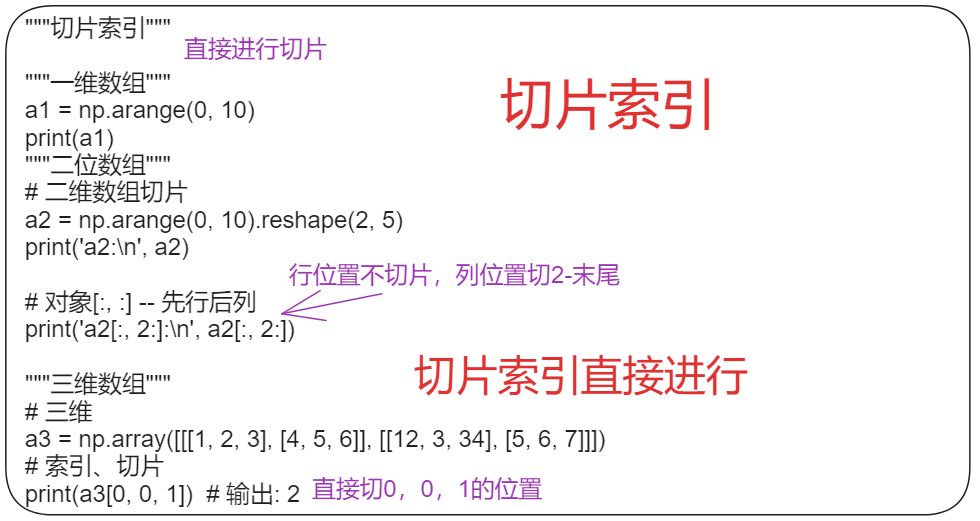 """切片索引"""
直接进行切片
"""一维数组"""
切片索引
a1 = np.arange(0, 10)
print(a1)
"""二位数组"""
# 二维数组切片
a2 = np.arange(0, 10).reshape(2, 5)
print('a2:\n', a2)
行位置不切片，列位置切2-末尾
# 对象[:, :] -- 先行后列
print('a2[:, 2:]:\n', a2[:, 2:])
切片索引直接进行
"""三维数组"""
# 三维
a3 = np.array([[[1, 2, 3], [4, 5, 6]], [[12, 3, 34], [5, 6, 7]]])
# 索引、切片
print(a3[0, 0, 1])  # 输出: 2 直接切0，0，1的位置